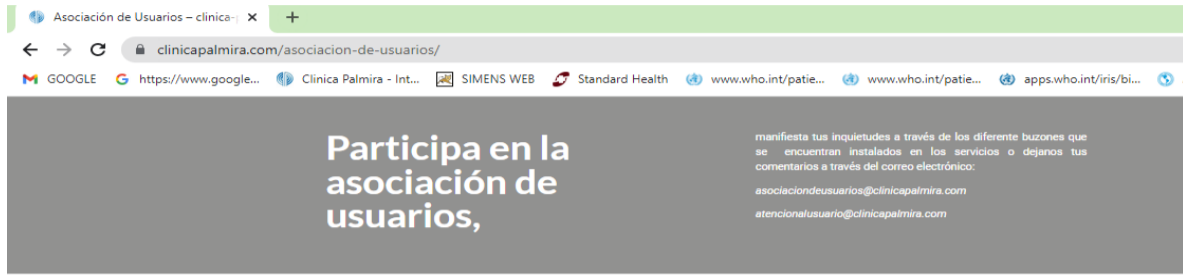 Asociación de Usuarios – clinica-
clinicapalmira.com/asociacion-de-usuarios/
GOOGLE https://www.google... Clinica Palmira - Int... SIMENS WEB Standard Health www.who.int/patie... www.who.int/patie... apps.who.int/iris/bi...
Participa en la
asociación de
usuarios,
manifiesta tus inquietudes a través de los diferente buzones que
se encuentran instalados en los servicios o dejanos tus
comentarios a través del correo electrónico:
asociaciondeusuarios@clinicapalmira.com
atencionalusuario@clinicapalmira.com